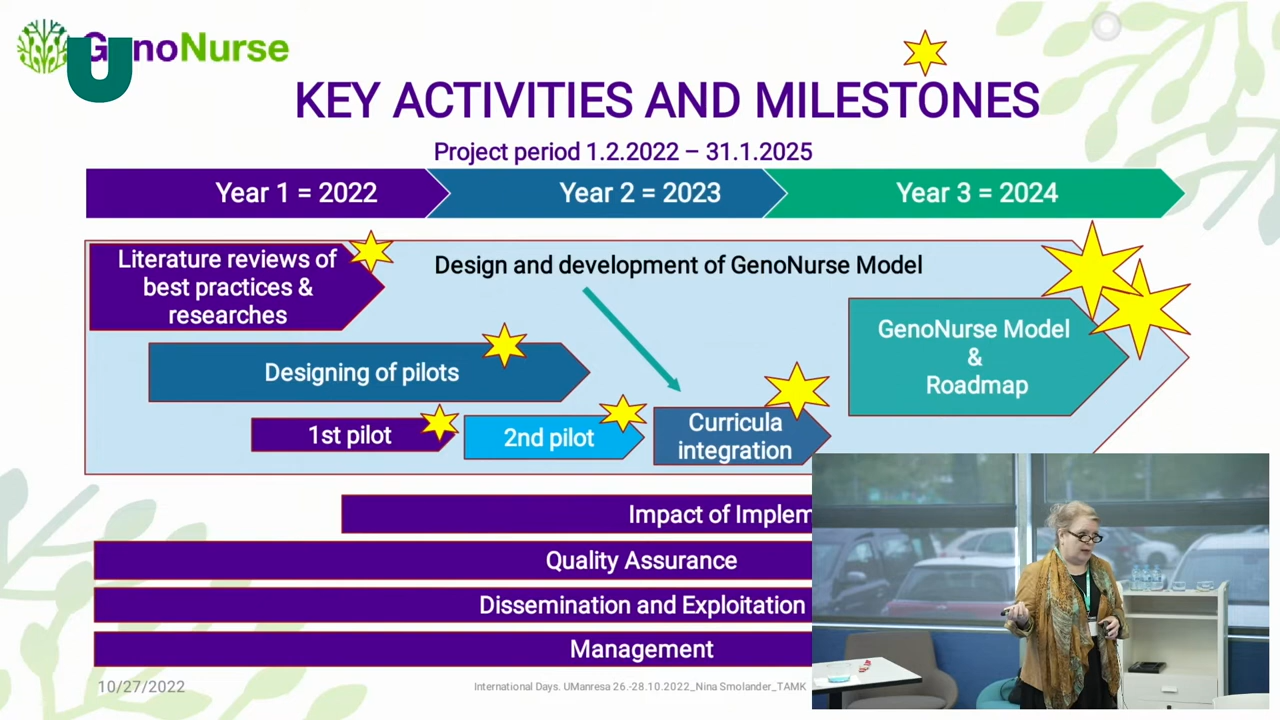 GenoNurse
KEY ACTIVITIES AND MILESTONES
Project period 1.2.2022 – 31.1.2025
Year 1 = 2022
Year 2 = 2023
Year 3 = 2024
Literature reviews of
best practices &
researches
Design and development of GenoNurse Model
GenoNurse Model
&
Roadmap
Designing of pilots
1st pilot
2nd pilot
Curricula
integration
Impact of Implem
Quality Assurance
Dissemination and Exploitation
Management
10/27/2022
International Days. UManresa 26.-28.10.2022_Nina Smolander_TAMK